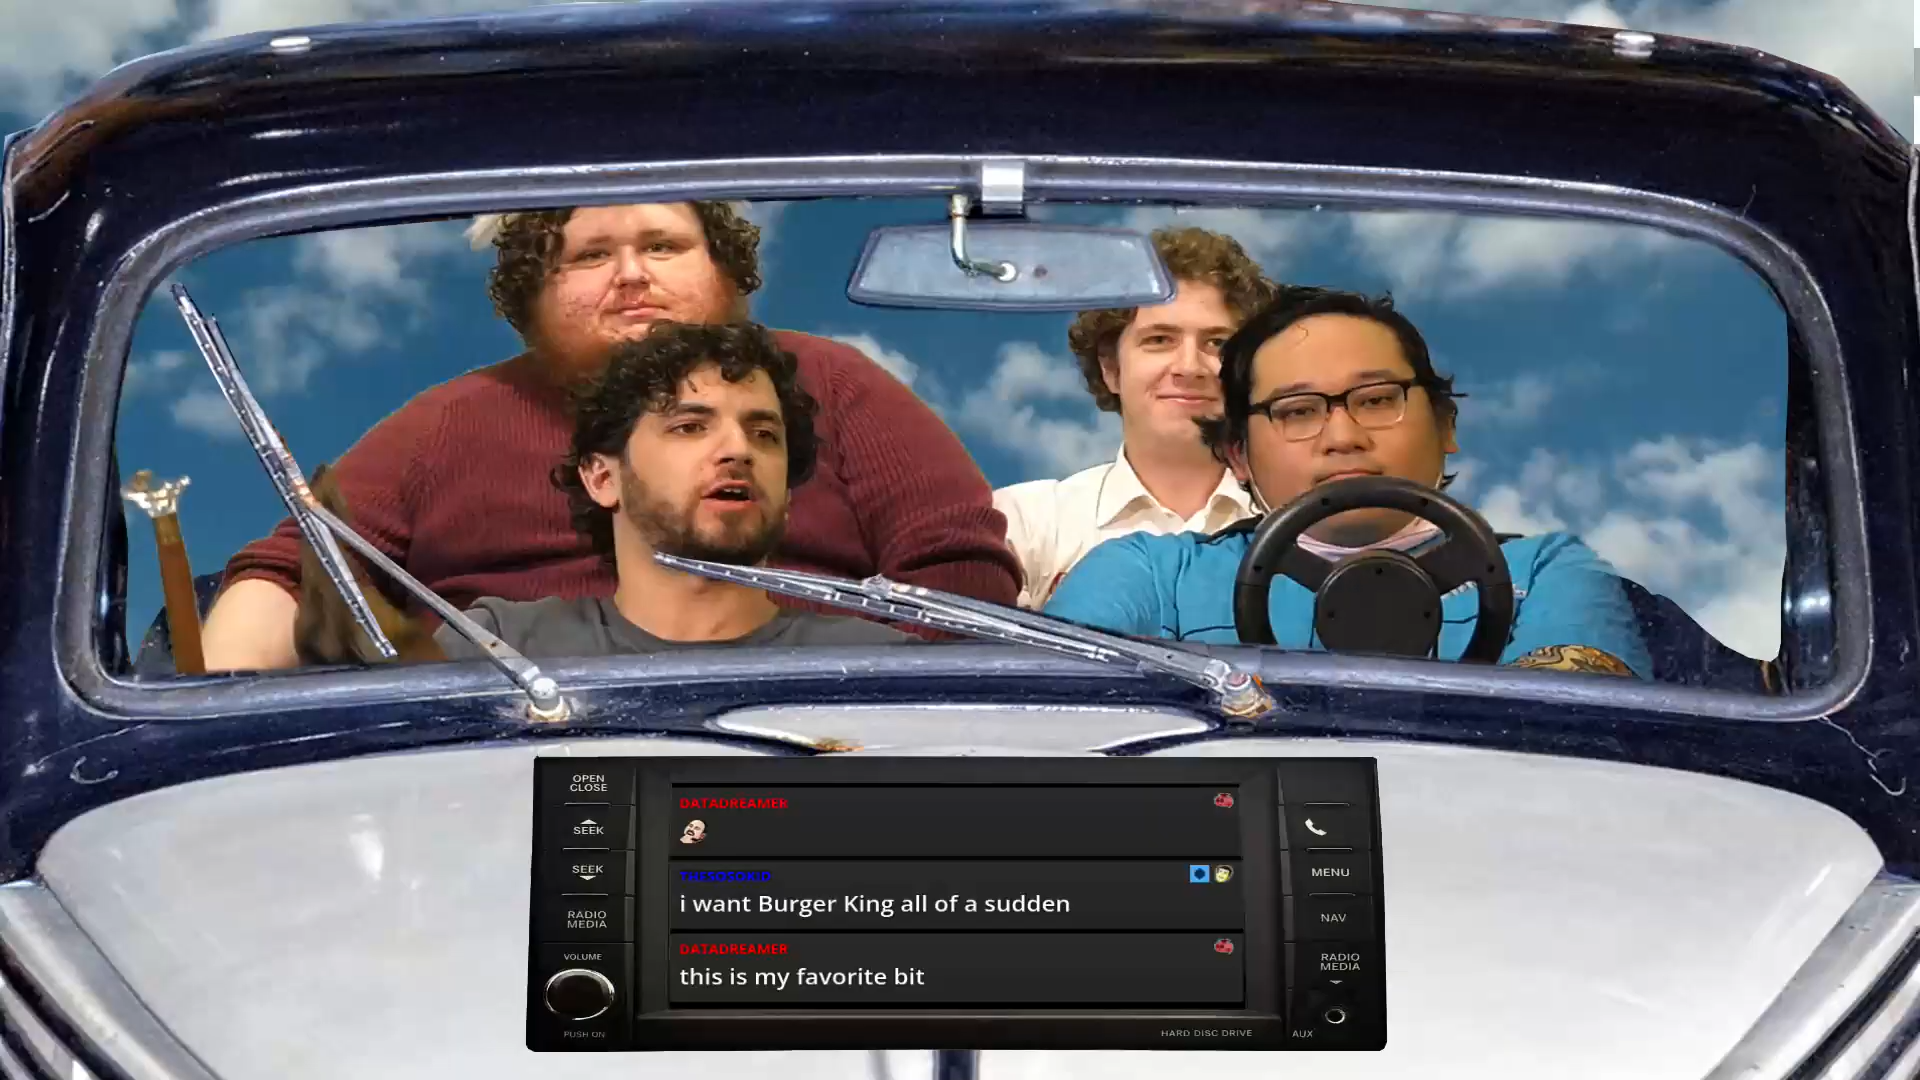 OPEN
CLOSE
SEEK
SEEK
RADIO
MEDIA
VOLUME
PUSH ON
DATADREAMER
THESOSOKID
i want Burger King all of a sudden
DATADREAMER
this is my favorite bit
HARD DISC DRIVE
MENU
NAV
RADIO
MEDIA
AUX